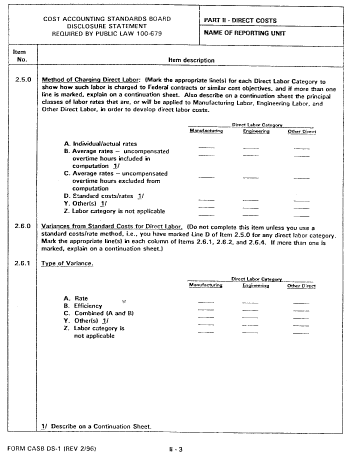 COST ACCOUNTING STANDARDS BOARD
DISCLOSURE STATEMENT
REQUIRED BY PUBLIC LAW 100-679
PART II - DIRECT COSTS
NAME OF REPORTING UNIT
Item
No.
Item description
2.5.0 Method of Charging Direct Labor: (Mark the appropriate line(s) for each Direct Labor Category to
show how such labor is charged to Federal contracts or similar cost objectives, and if more than one
line is marked, explain on a continuation sheet. Also describe on a continuation sheet the principal
classes of labor rates that are, or will be applied to Manufacturing Labor, Engineering Labor, and
Other Direct Labor, in order to develop direct labor costs.
Direct Labor Category
Manufacturing Engineering Other Direct
A. Individual/actual rates
B. Average rates - uncompensated
overtime hours included in
computation 1/
C. Average rates - uncompensated
overtime hours excluded from
computation
D. Standard costs/rates 1/
Y. Other(s) 1/
Z. Labor category is not applicable
2.6.0 Variances from Standard Costs for Direct Labor. (Do not complete this item unless you use a
standard costs/rate method, i.e., you have marked Line D of Item 2.5.0 for any direct labor category.
Mark the appropriate line(s) in each column of items 2.6.1, 2.6.2, and 2.6.4. If more than one is
marked, explain on a continuation sheet.)
2.6.1 Type of Variance.
Direct Labor Category
Manufacturing Engineering Other Direct
A. Rate
B. Efficiency
C. Combined (A and B)
Y. Other(s) 1/
Z. Labor category is
not applicable
1/ Describe on a Continuation Sheet.
FORM CASB DS-1 (REV 2/96) II - 3